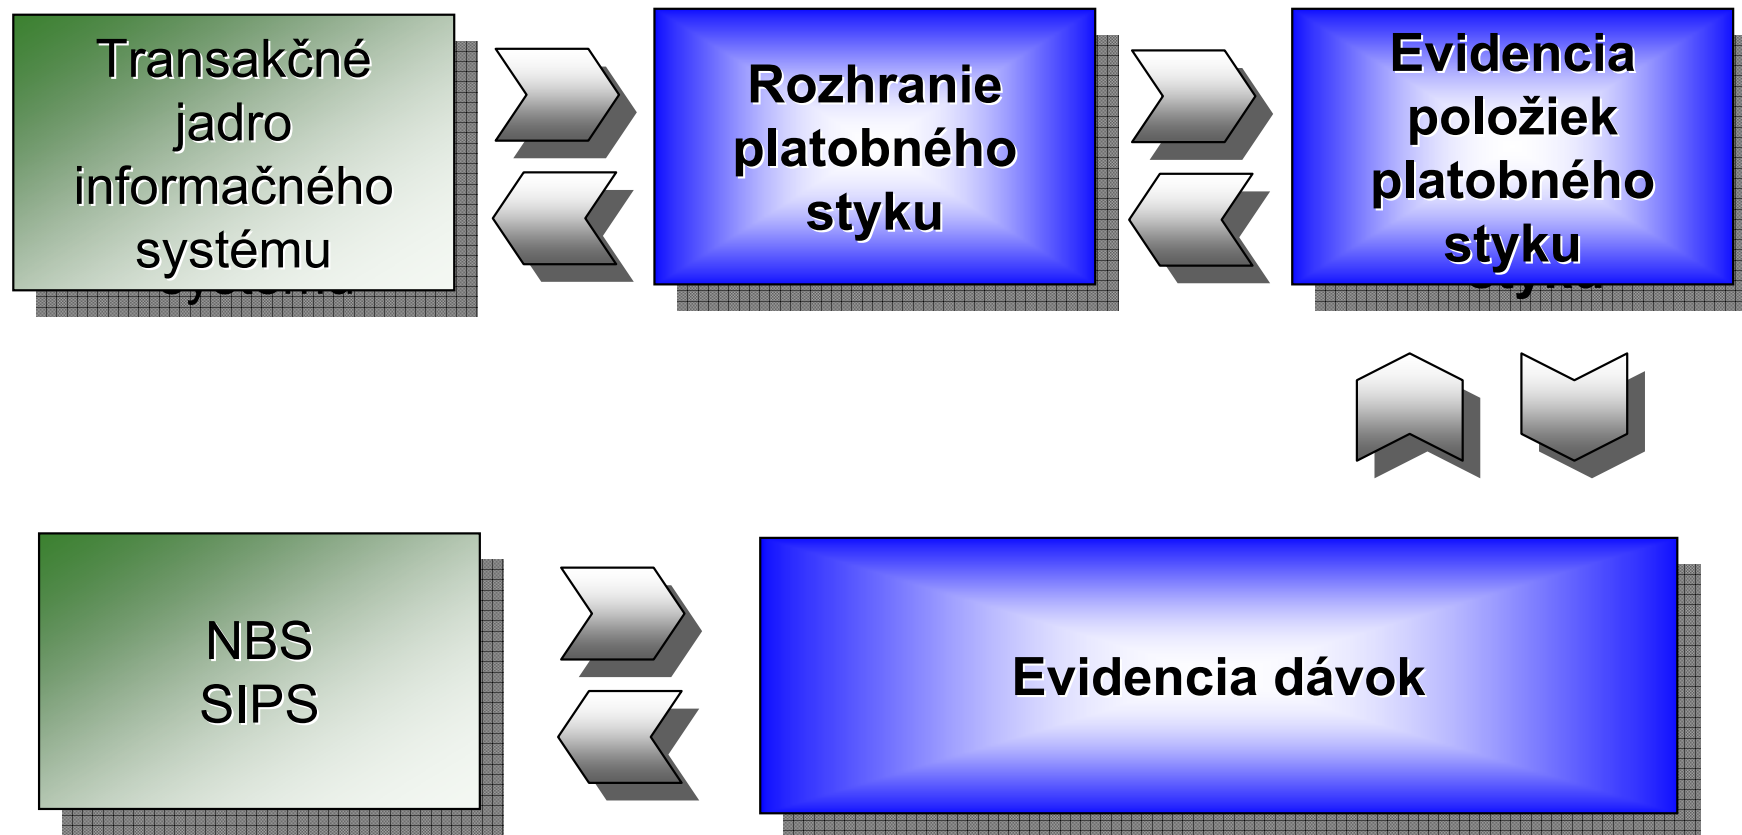 Transakčné
jadro
informačného
systému
Rozhranie
platobného
styku
Evidencia
položiek
platobného
styku
NBS
SIPS
Evidencia dávok